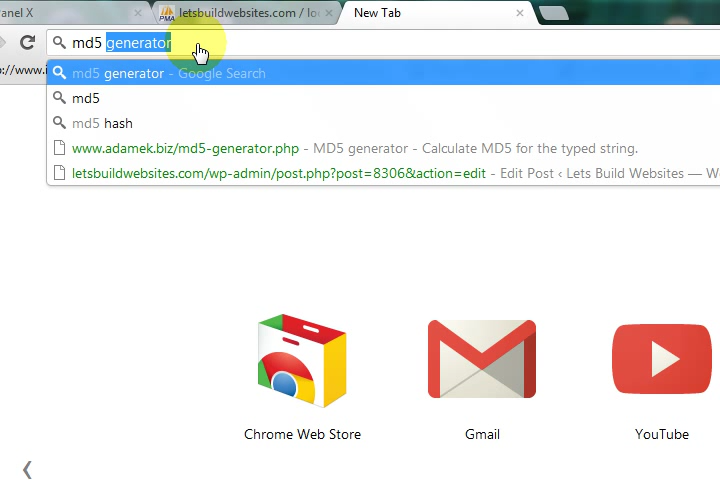 anel X
letsbuildwebsites.com / loc
New Tab
md5 generator
md5 generator - Google Search
md5
md5 hash
www.adamek.biz/md5-generator.php - MD5 generator - Calculate MD5 for the typed string.
letsbuildwebsites.com/wp-admin/post.php?post=8306&action=edit - Edit Post ‹ Lets Build Websites — W
Chrome Web Store
Gmail
YouTube